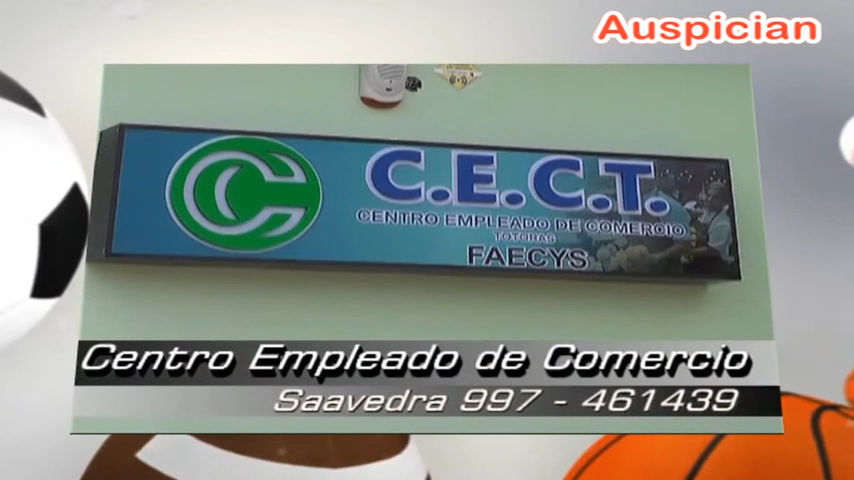 Auspician
C.E.C.T.
CENTRO EMPLEADO DE COMERCIO
TOTORAS
FAECYS
Centro Empleado de Comercio
Saavedra 997 - 461439